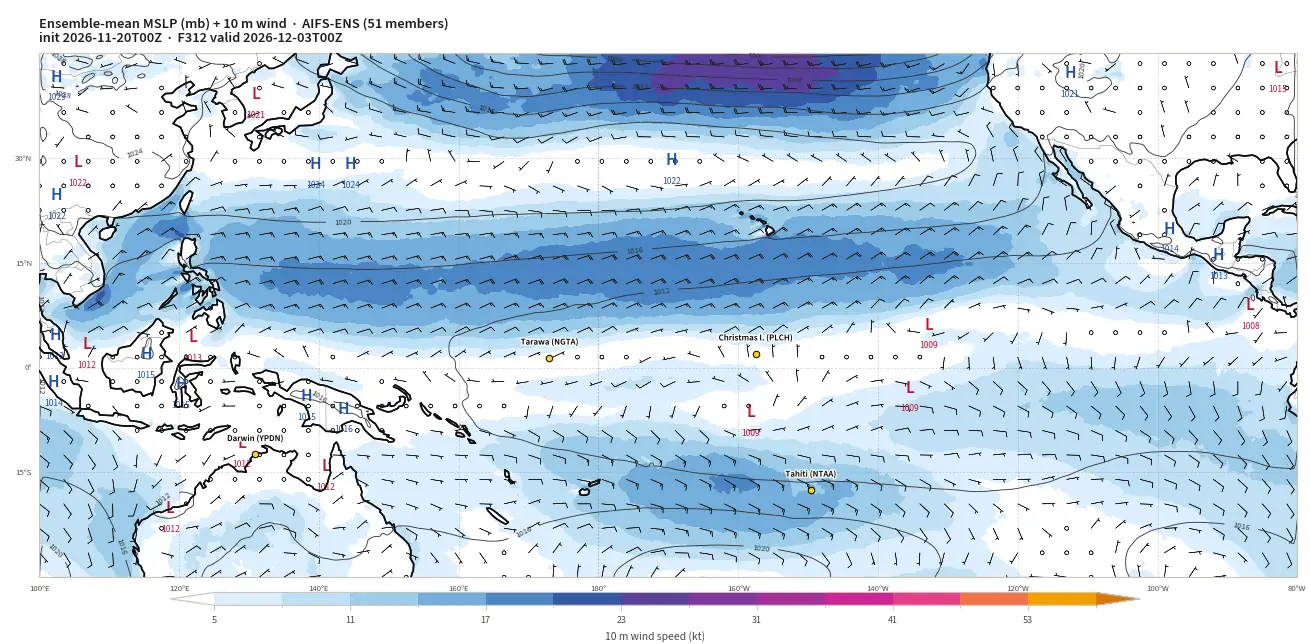 Ensemble-mean MSLP (mb) + 10 m wind · AIFS-ENS (51 members)
init 2026-11-20T00Z · F312 valid 2026-12-03T00Z
H
L
H
L
1021
1015
L
1021
1024
30°N
L
1022
H
1024
H
1024
H
1022
H
1022
1020
H
1014
H
1013
15°N
1016
1012
L
1008
H
L
1012
L
1013
H
1015
Tarawa (NGTA)
Christmas I. (PLCH)
L
1009
0°
H
1014
H
H
1015
H
1016
L
1009
L
1009
Darwin (YPDN)
L
1012
L
1012
15°S
Tahiti (NTAA)
1012
L
1012
1016
1016
1016
1020
1020
100°E
120°E
140°E
160°E
180°
160°W
140°W
120°W
100°W
80°W
5
11
17
23
31
41
53
10 m wind speed (kt)